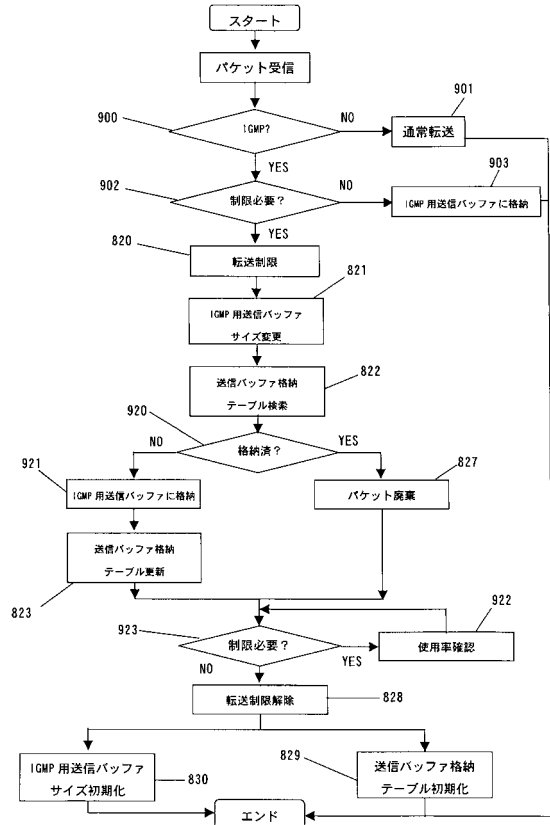 スタート
パケット受信
900
IGMP?
NO
901
通常転送
YES
902
制限必要?
NO
903
IGMP 用送信バッファに格納
YES
820
転送制限
821
IGMP 用送信バッファ
サイズ変更
822
送信バッファ格納
テーブル検索
920
格納済?
NO
YES
921
IGMP 用送信バッファに格納
827
パケット廃棄
送信バッファ格納
テーブル更新
823
923
制限必要?
YES
922
使用率確認
NO
転送制限解除
828
IGMP 用送信バッファ
サイズ初期化
830
829
送信バッファ格納
テーブル初期化
エンド